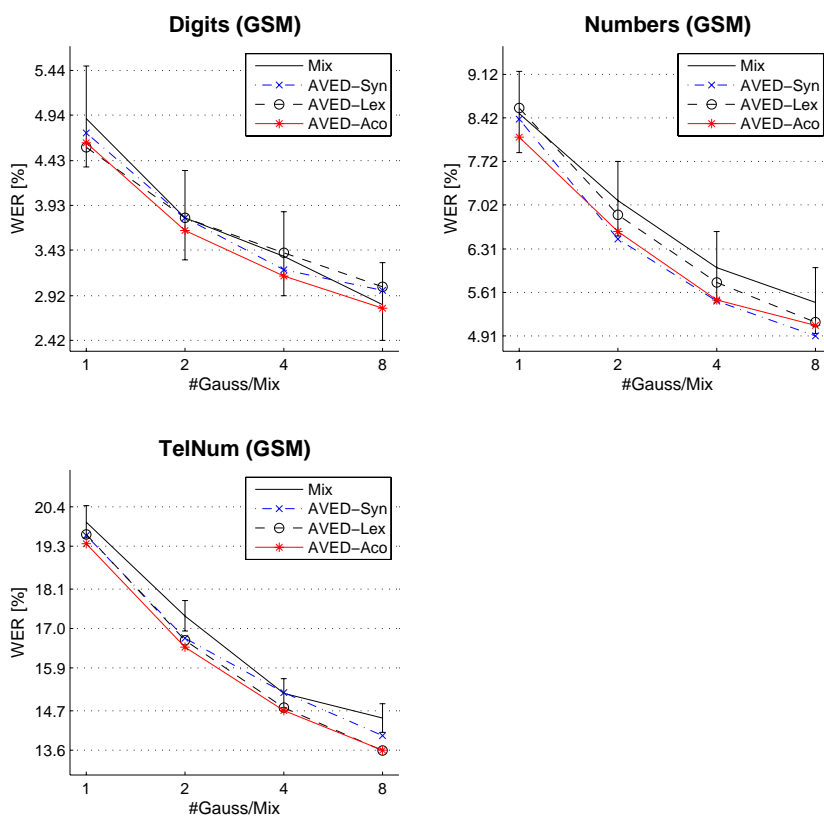 Digits (GSM)
WER [%]
5.44
4.94
4.43
3.93
3.43
2.92
2.42
Mix
AVED-Syn
AVED-Lex
AVED-Aco
1 2 4 8
#Gauss/Mix
Numbers (GSM)
WER [%]
9.12
8.42
7.72
7.02
6.31
5.61
4.91
Mix
AVED-Syn
AVED-Lex
AVED-Aco
1 2 4 8
#Gauss/Mix
TelNum (GSM)
WER [%]
20.4
19.3
18.1
17.0
15.9
14.7
13.6
Mix
AVED-Syn
AVED-Lex
AVED-Aco
1 2 4 8
#Gauss/Mix